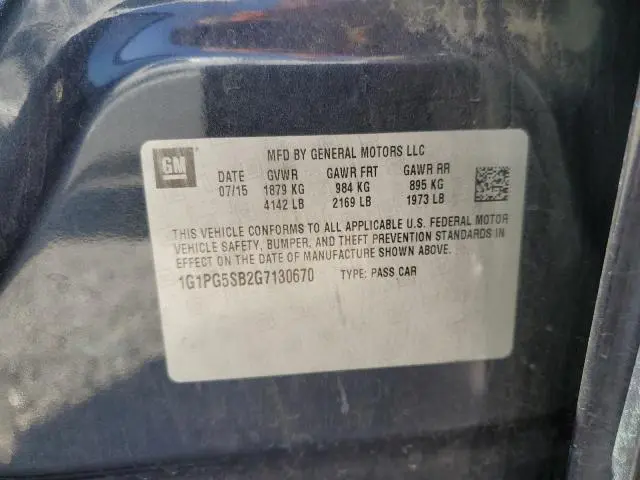 GM
MFD BY GENERAL MOTORS LLC
DATE GVWR GAWR FRT GAWR RR
07/15 1879 KG 984 KG 895 KG
4142 LB 2169 LB 1973 LB
THIS VEHICLE CONFORMS TO ALL APPLICABLE U.S. FEDERAL MOTOR
VEHICLE SAFETY, BUMPER, AND THEFT PREVENTION STANDARDS IN
EFFECT ON THE DATE OF MANUFACTURE SHOWN ABOVE.
1G1PG5SB2G7130670 TYPE: PASS CAR